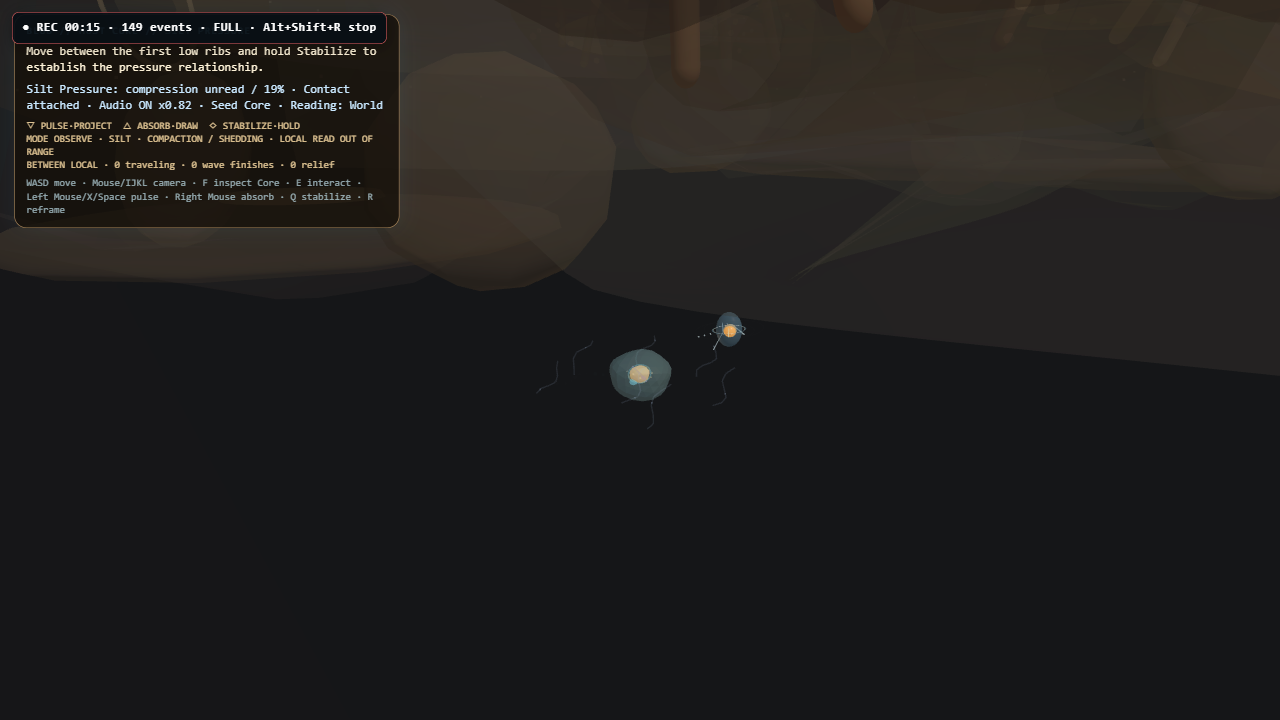 ● REC 00:15 · 149 events · FULL · Alt+Shift+R stop
Move between the first low ribs and hold Stabilize to
establish the pressure relationship.
Silt Pressure: compression unread / 19% · Contact
attached · Audio ON x0.82 · Seed Core · Reading: World
▽ PULSE·PROJECT △ ABSORB·DRAW ◇ STABILIZE·HOLD
MODE OBSERVE · SILT · COMPACTION / SHEDDING · LOCAL READ OUT OF
RANGE
BETWEEN LOCAL · 0 traveling · 0 wave finishes · 0 relief
WASD move · Mouse/IJKL camera · F inspect Core · E interact ·
Left Mouse/X/Space pulse · Right Mouse absorb · Q stabilize · R
reframe